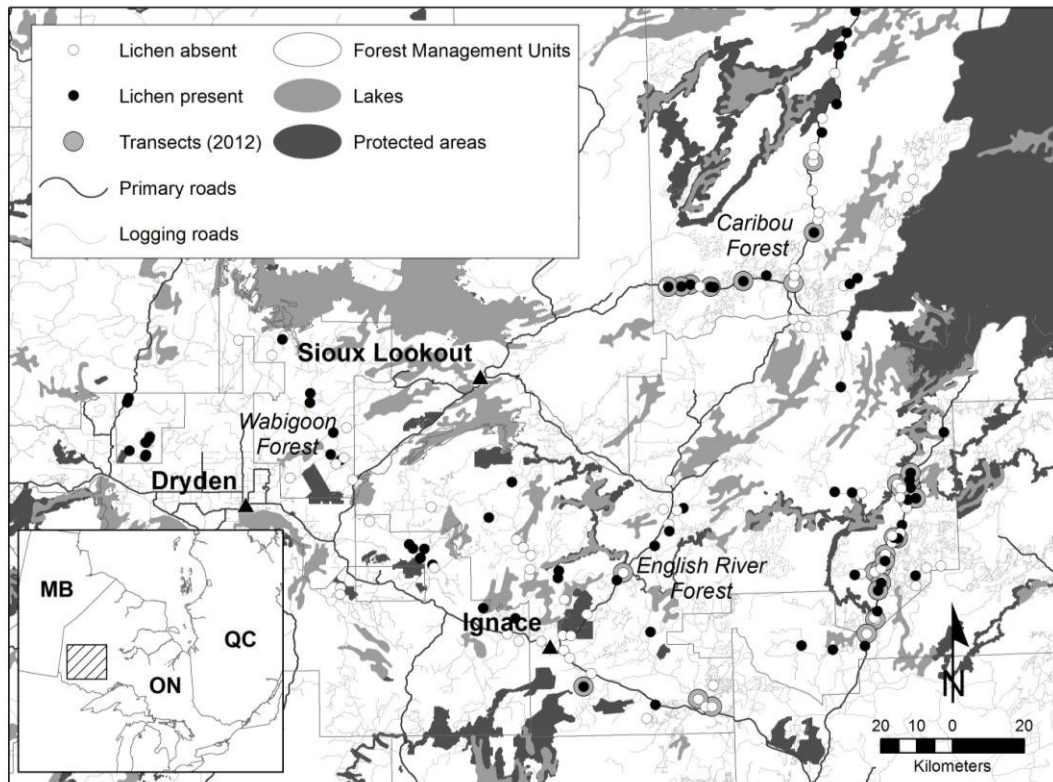 Lichen absent
Lichen present
Transects (2012)
Primary roads
Logging roads
Forest Management Units
Lakes
Protected areas
Caribou
Forest
Sioux Lookout
Wabigoon
Forest
Dryden
English River
Forest
Ignace
MB
QC
ON
N
20 10 0 20
Kilometers